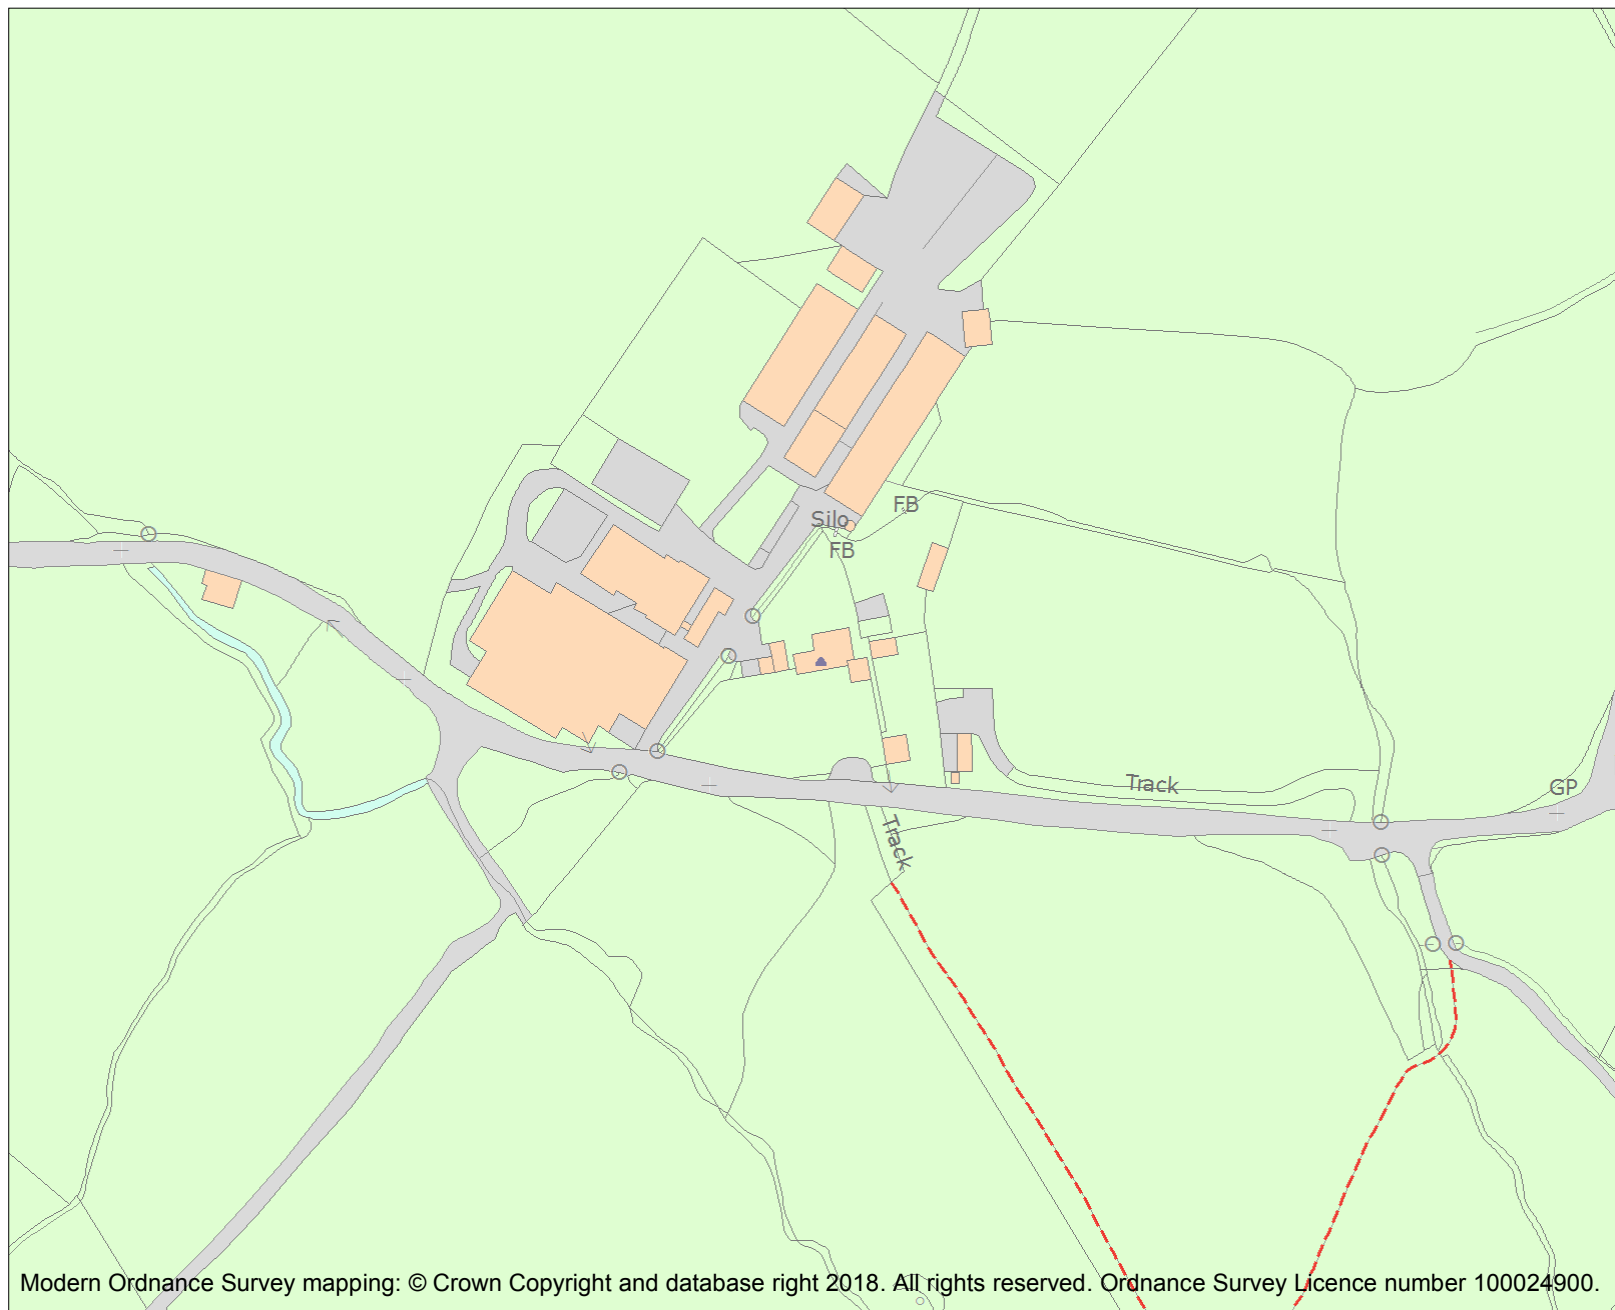 FB
Silo
FB
Track
GP
Track
Modern Ordnance Survey mapping: © Crown Copyright and database right 2018. All rights reserved. Ordnance Survey Licence number 100024900.